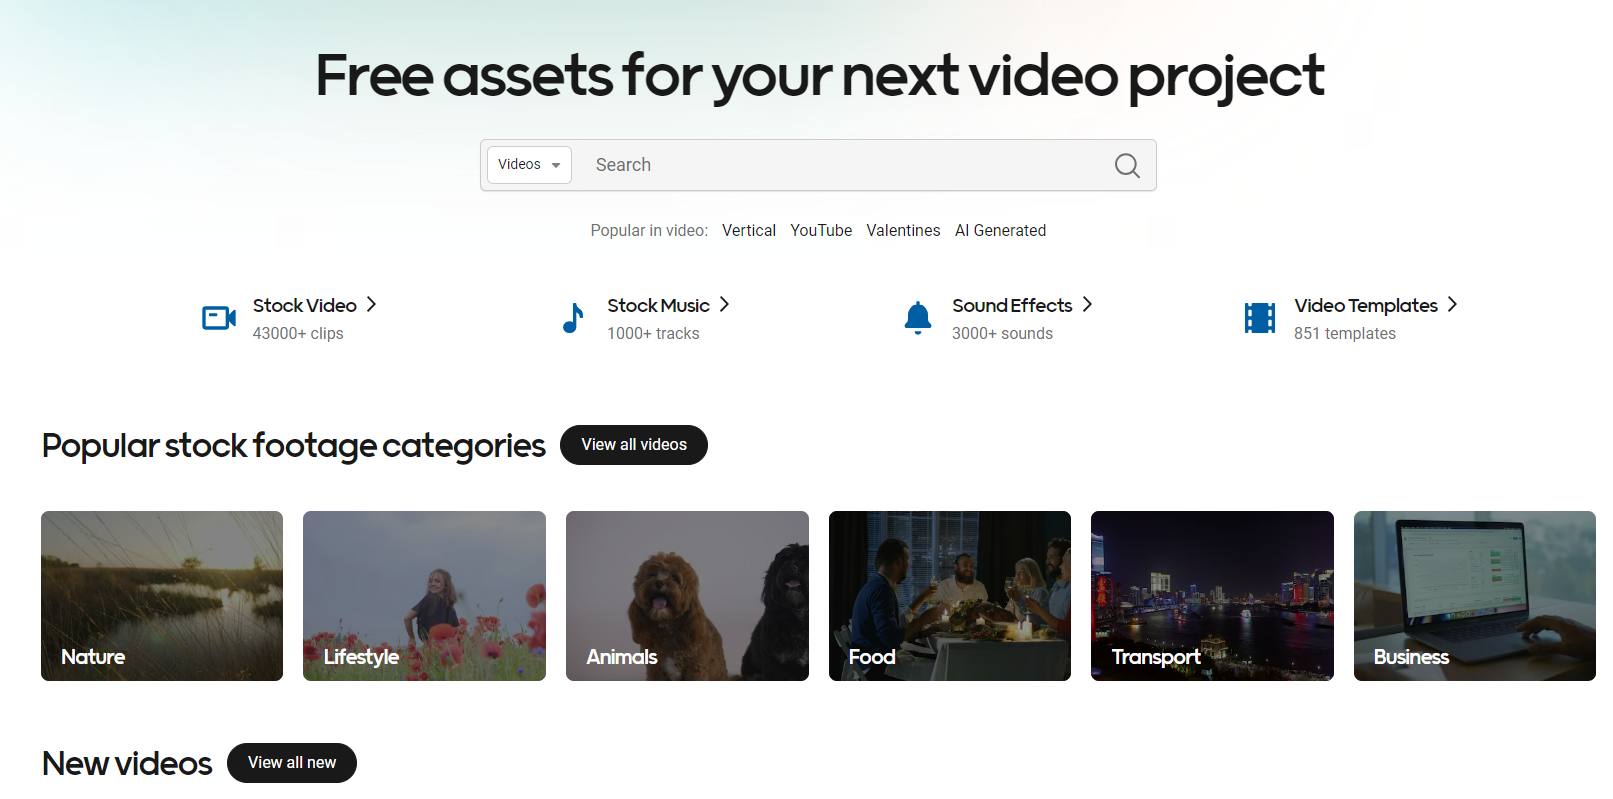 Free assets for your next video project
Videos
Search
Popular in video: Vertical YouTube Valentines AI Generated
Stock Video
43000+ clips
Stock Music
1000+ tracks
Sound Effects
3000+ sounds
Video Templates
851 templates
Popular stock footage categories
View all videos
Nature
Lifestyle
Animals
Food
Transport
Business
New videos
View all new